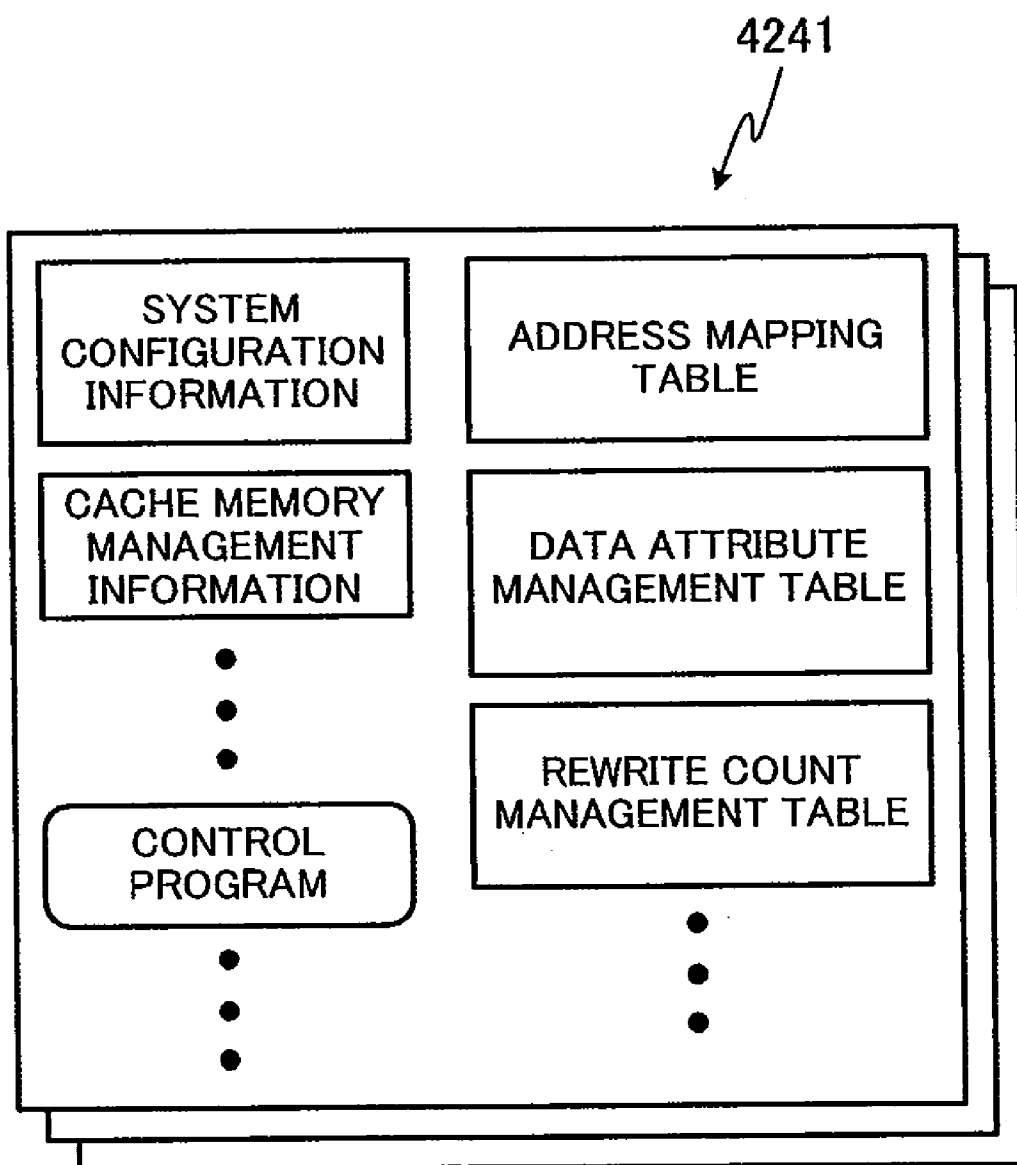 4241
SYSTEM
CONFIGURATION
INFORMATION
CACHE MEMORY
MANAGEMENT
INFORMATION
CONTROL
PROGRAM
ADDRESS MAPPING
TABLE
DATA ATTRIBUTE
MANAGEMENT TABLE
REWRITE COUNT
MANAGEMENT TABLE